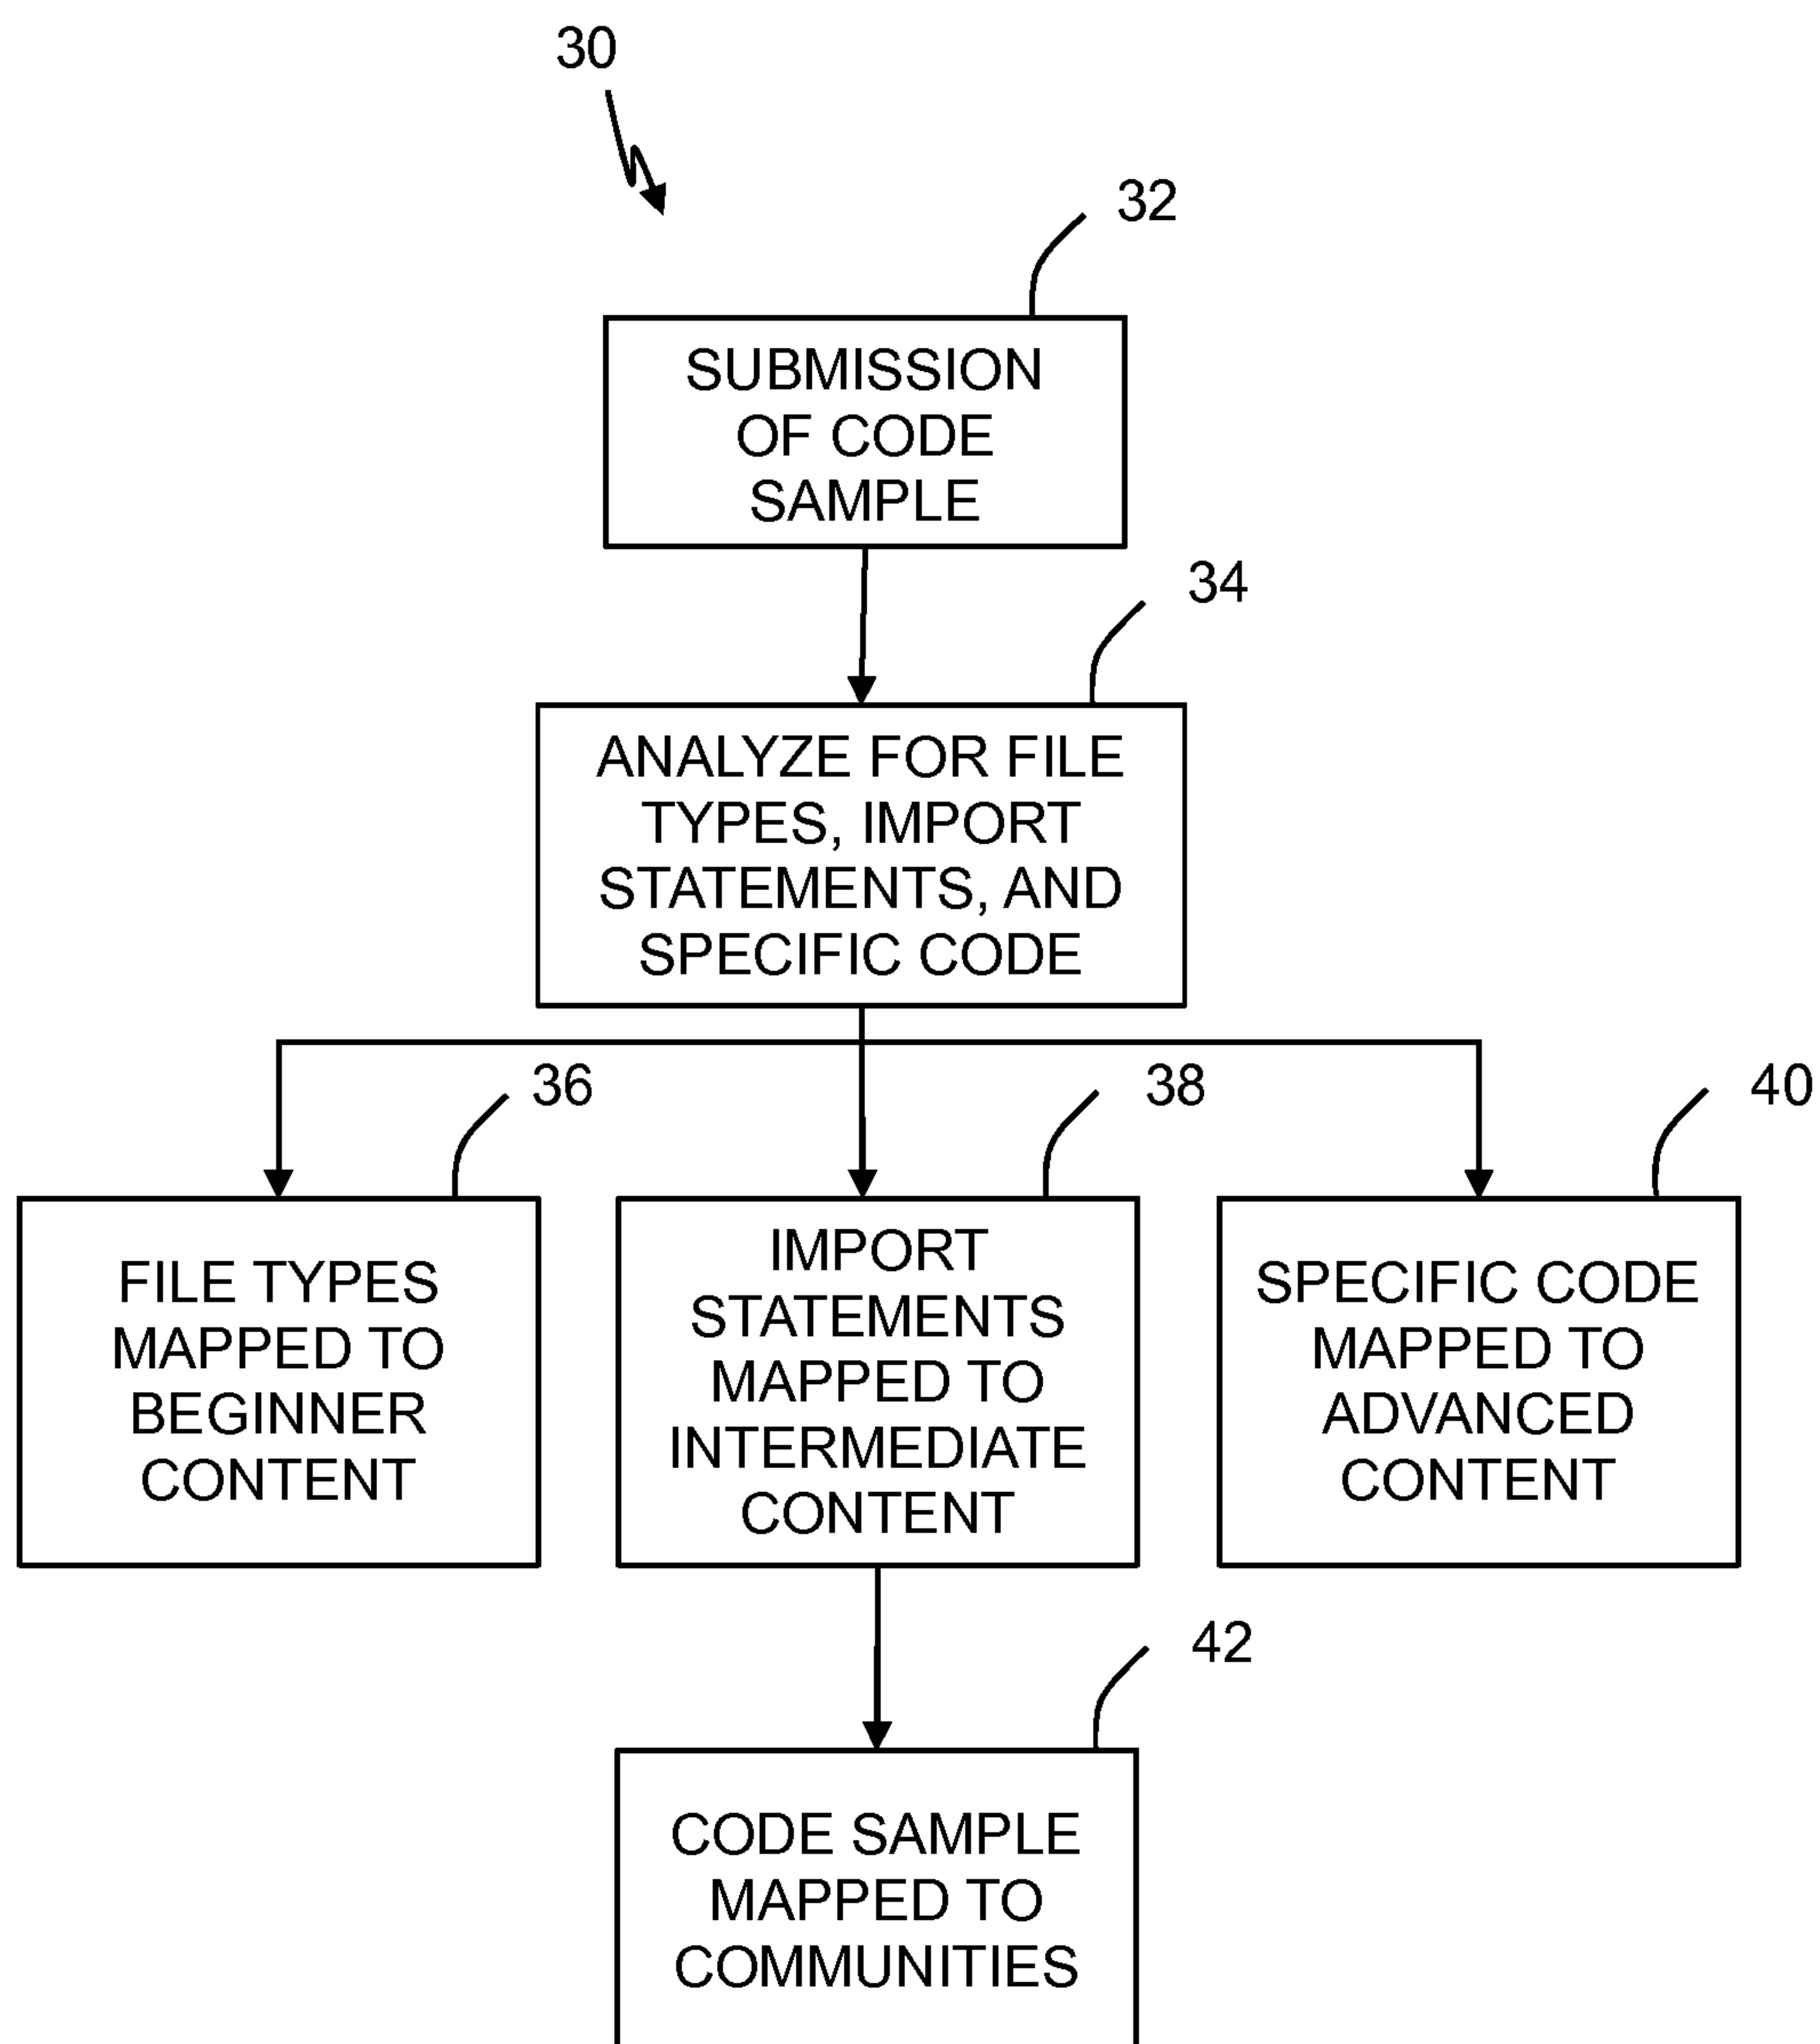 30
32
SUBMISSION
OF CODE
SAMPLE
34
ANALYZE FOR FILE
TYPES, IMPORT
STATEMENTS, AND
SPECIFIC CODE
36
38
40
FILE TYPES
MAPPED TO
BEGINNER
CONTENT
IMPORT
STATEMENTS
MAPPED TO
INTERMEDIATE
CONTENT
SPECIFIC CODE
MAPPED TO
ADVANCED
CONTENT
42
CODE SAMPLE
MAPPED TO
COMMUNITIES